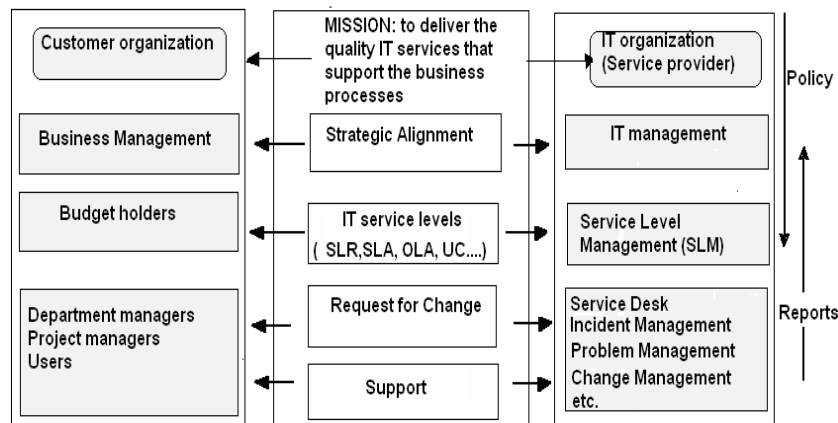 Customer organization
Business Management
Budget holders
Department managers
Project managers
Users
MISSION: to deliver the
quality IT services that
support the business
processes
Strategic Alignment
IT service levels
( SLR,SLA, OLA, UC....)
Request for Change
Support
IT organization
(Service provider)
IT management
Service Level
Management (SLM)
Service Desk
Incident Management
Problem Management
Change Management
etc.
Policy
Reports